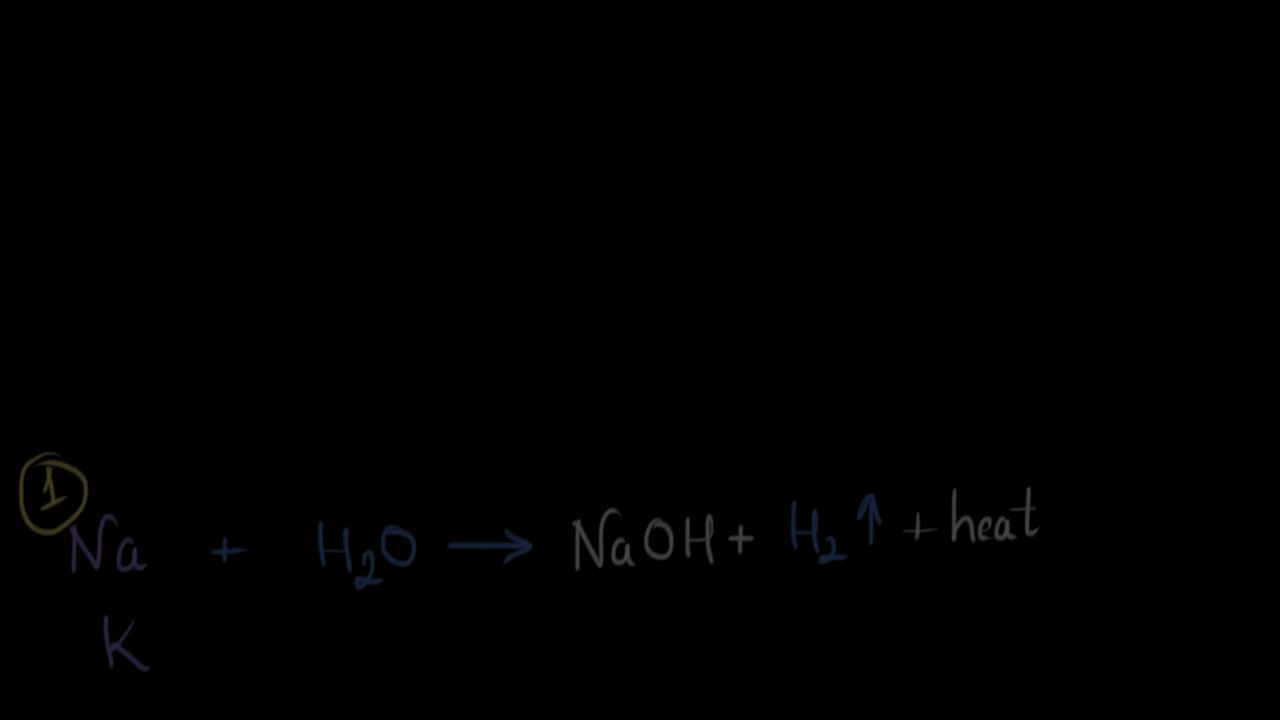 1
Na + H₂O → NaOH + H₂↑ + heat
K